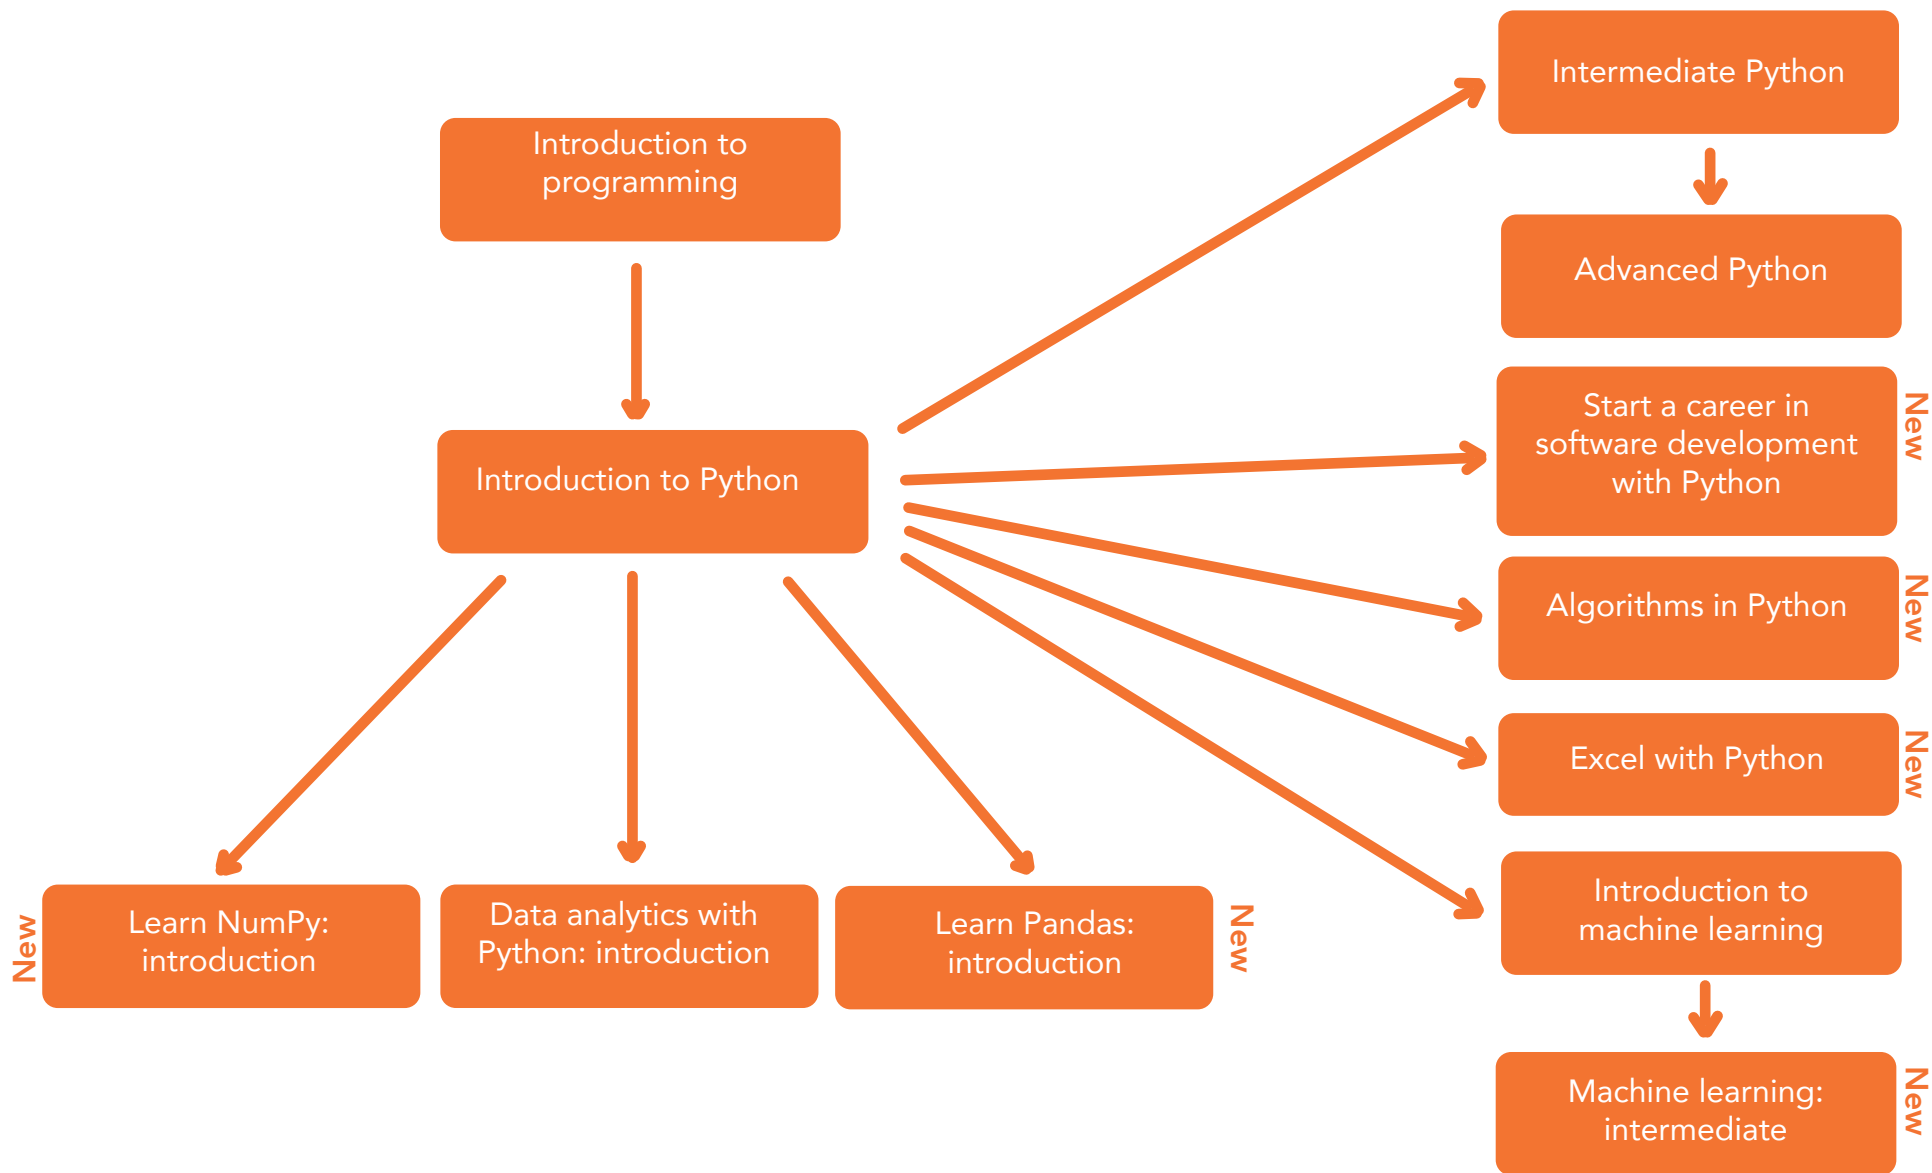 Introduction to
programming
Introduction to Python
Intermediate Python
Advanced Python
Start a career in
software development
with Python
New
Algorithms in Python
New
Excel with Python
New
Introduction to
machine learning
Machine learning:
intermediate
New
New
Learn NumPy:
introduction
Data analytics with
Python: introduction
Learn Pandas:
introduction
New